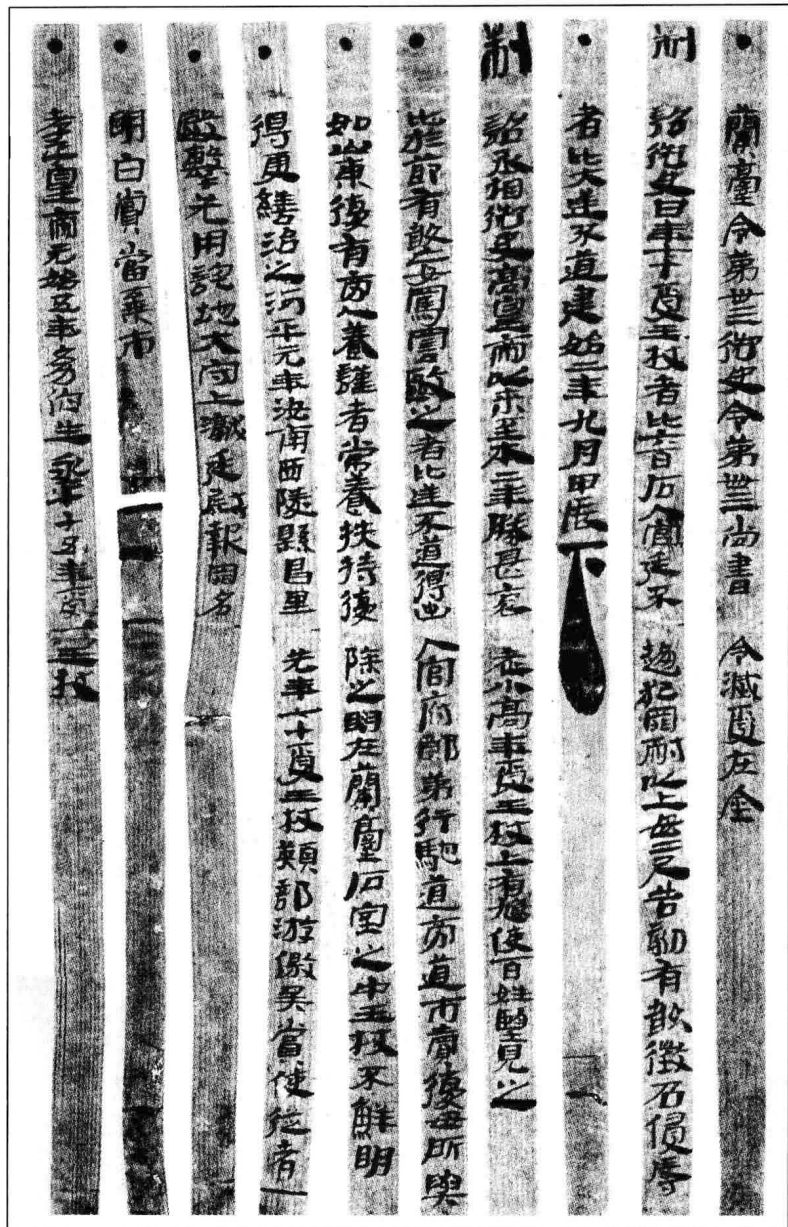 ● 蘭臺令第卅三御史令第卌三尚書令滅受在金
制 詔御史曰年七十受王杖者比六百石入官廷不趨犯罪耐以上毋二尺告劾有敢徵召侵辱
● 者比大逆不道建始二年九月甲辰下
制 詔丞相御史高皇帝以來至本二年勝甚哀老小高年受王杖上有鳩使百姓望見之
● 比於節有敢妄罵詈毆之者比逆不道得出入官府郎第行馳道旁道市賣復毋所與
● 如山東復有旁人養謹者常養扶持復除之明在蘭臺石室之中王杖不鮮明
● 得更繕治之河平元年汝南西陵縣昌里先年七十受王杖熲部游徼吳賞使從者
● 毆擊先用詫地大守上讞廷尉報罪名
● 明白賞當棄市
● 孝平皇帝元始五年幼伯生永平十五年受王杖